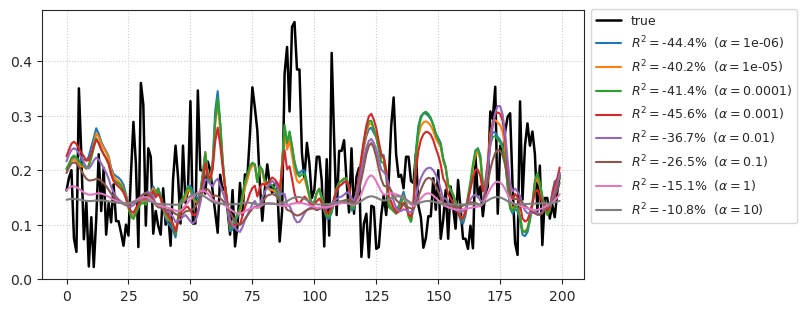 true
R² = -44.4% (α = 1e-06)
R² = -40.2% (α = 1e-05)
R² = -41.4% (α = 0.0001)
R² = -45.6% (α = 0.001)
R² = -36.7% (α = 0.01)
R² = -26.5% (α = 0.1)
R² = -15.1% (α = 1)
R² = -10.8% (α = 10)
0.4
0.3
0.2
0.1
0.0
0 25 50 75 100 125 150 175 200